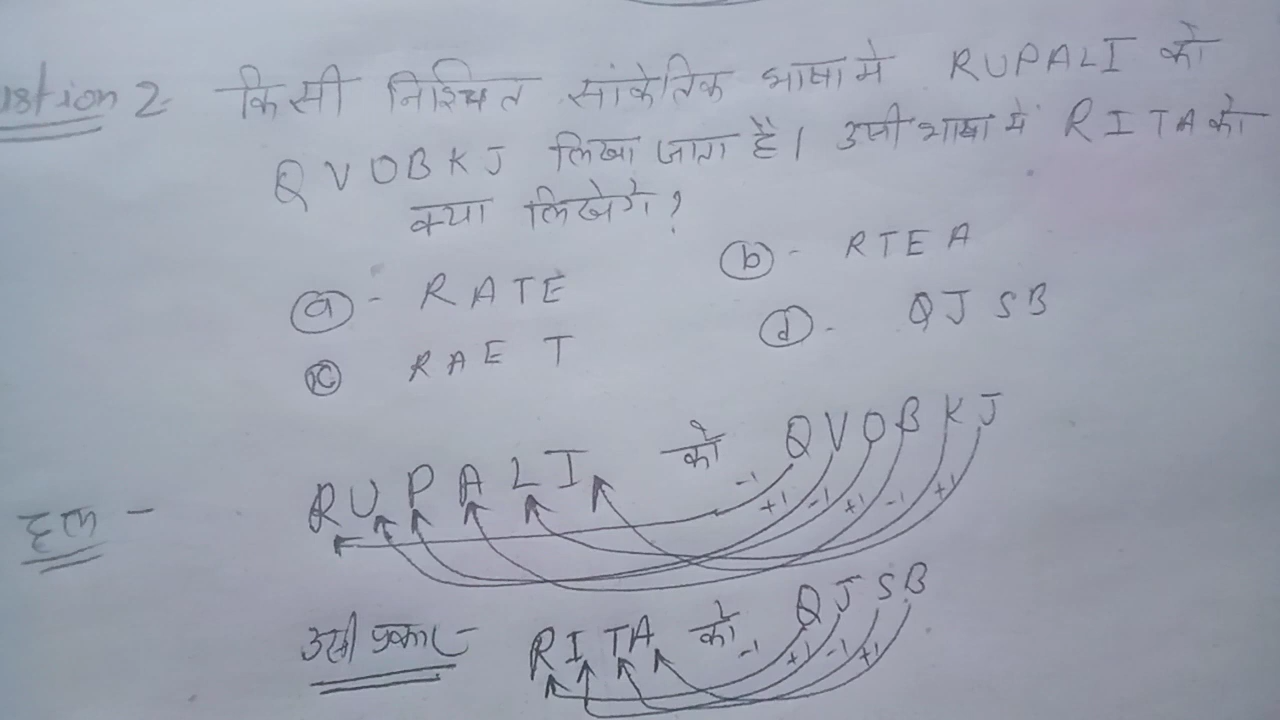 ustion 2. किसी निश्चित सांकेतिक भाषा मे RUPALI को
QVOBKJ लिखा जाता है। उसी भाषा मे RITA को
क्या लिखेगे?
(a) - RATE (b) - RTEA
(c) RAET (d) - QJSB
हल - RUPALI को QVOBKJ
-1 +1 -1 +1 -1 +1
उसी प्रकार - RITA को QJSB
-1 +1 -1 +1